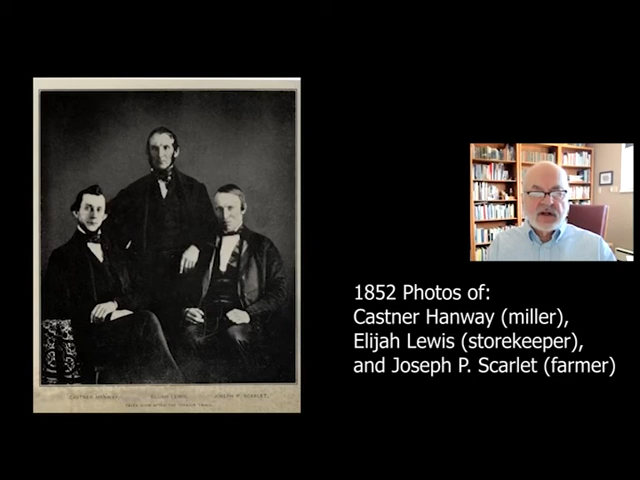 CASTNER HANWAY. ELIJAH LEWIS. JOSEPH P. SCARLET.
1852 Photos of:
Castner Hanway (miller),
Elijah Lewis (storekeeper),
and Joseph P. Scarlet (farmer)